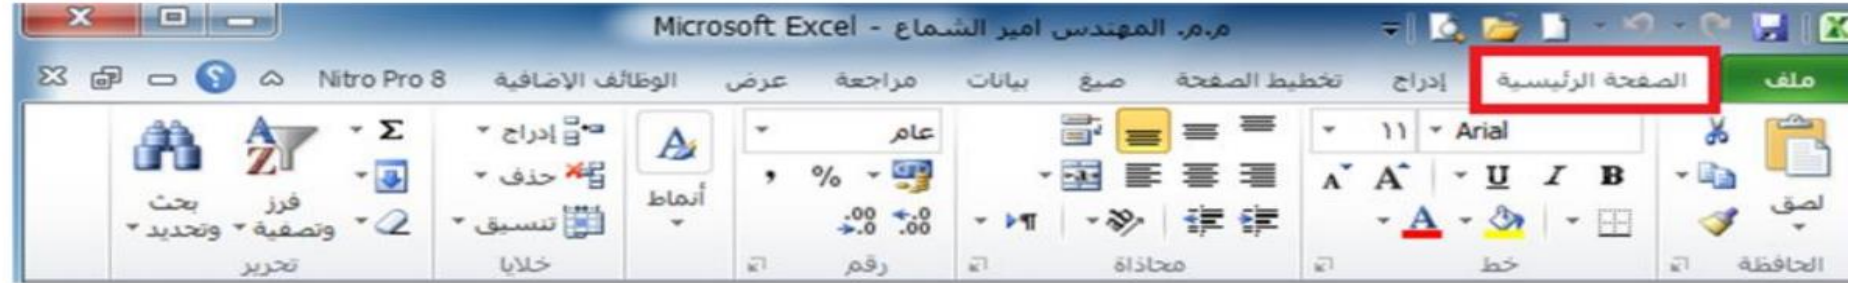 م.م. المهندس امير الشماع - Microsoft Excel
ملف الصفحة الرئيسية إدراج تخطيط الصفحة صيغ بيانات مراجعة عرض الوظائف الإضافية Nitro Pro 8
Arial ١١ عام إدراج
لصق B I U % , أنماط حذف فرز وتصفية بحث وتحديد
A A تنسيق
الحافظة خط محاذاة رقم خلايا تحرير